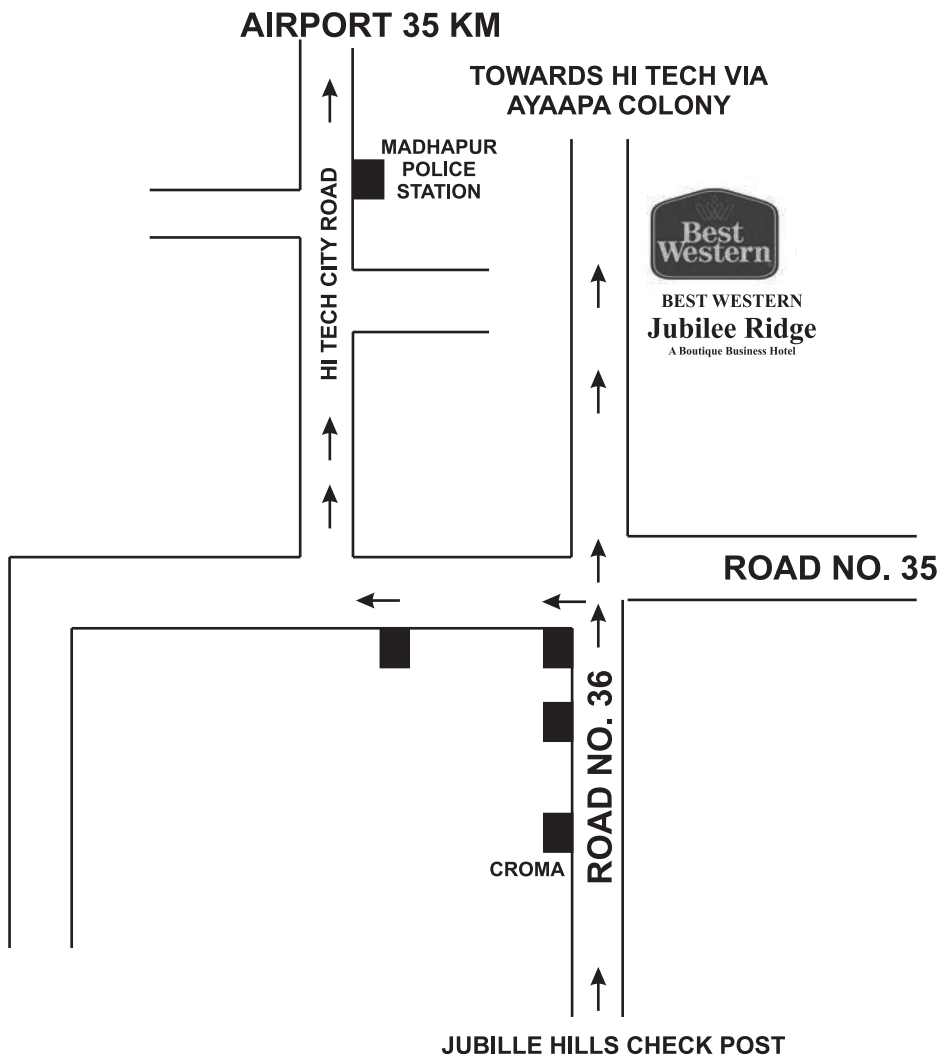 AIRPORT 35 KM
TOWARDS HI TECH VIA
AYAAPA COLONY
MADHAPUR
POLICE
STATION
HI TECH CITY ROAD
Best
Western
BEST WESTERN
Jubilee Ridge
A Boutique Business Hotel
ROAD NO. 35
ROAD NO. 36
CROMA
JUBILLE HILLS CHECK POST